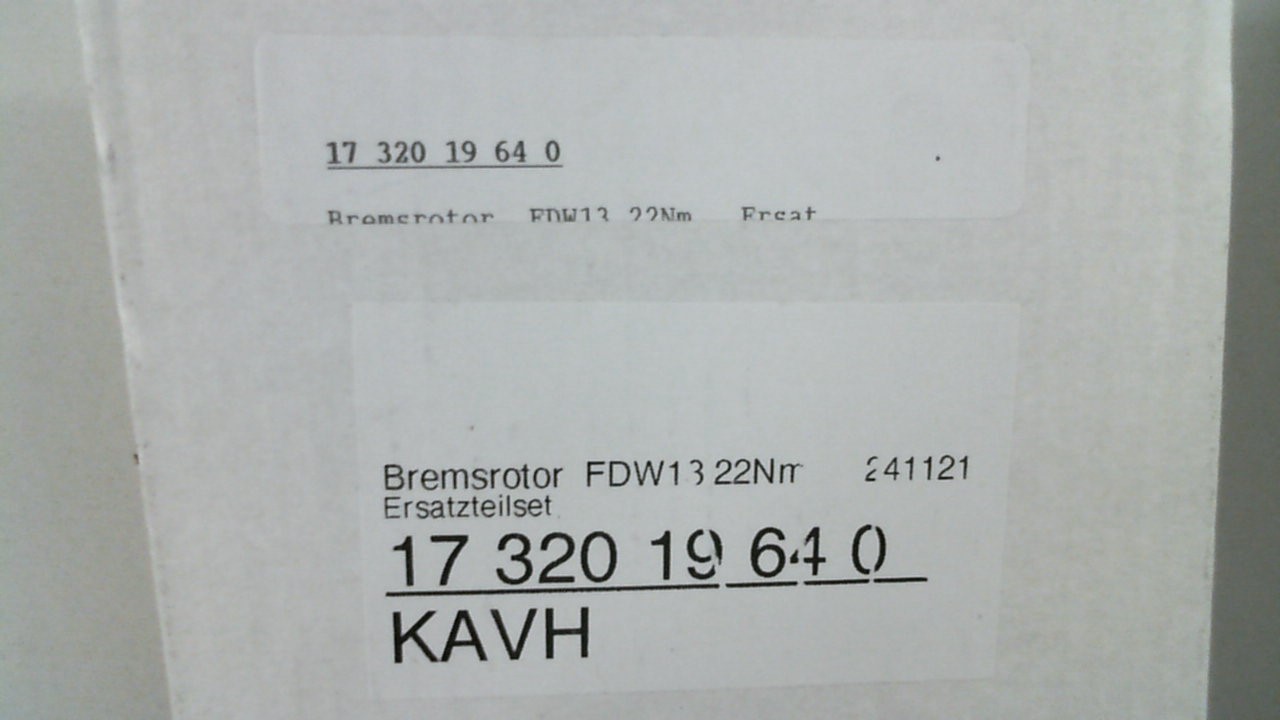 17 320 19 64 0
Bremsrotor FDW13 22Nm Ersat
Bremsrotor FDW13 22Nm 241121
Ersatzteilset
17 320 19 64 0
KAVH